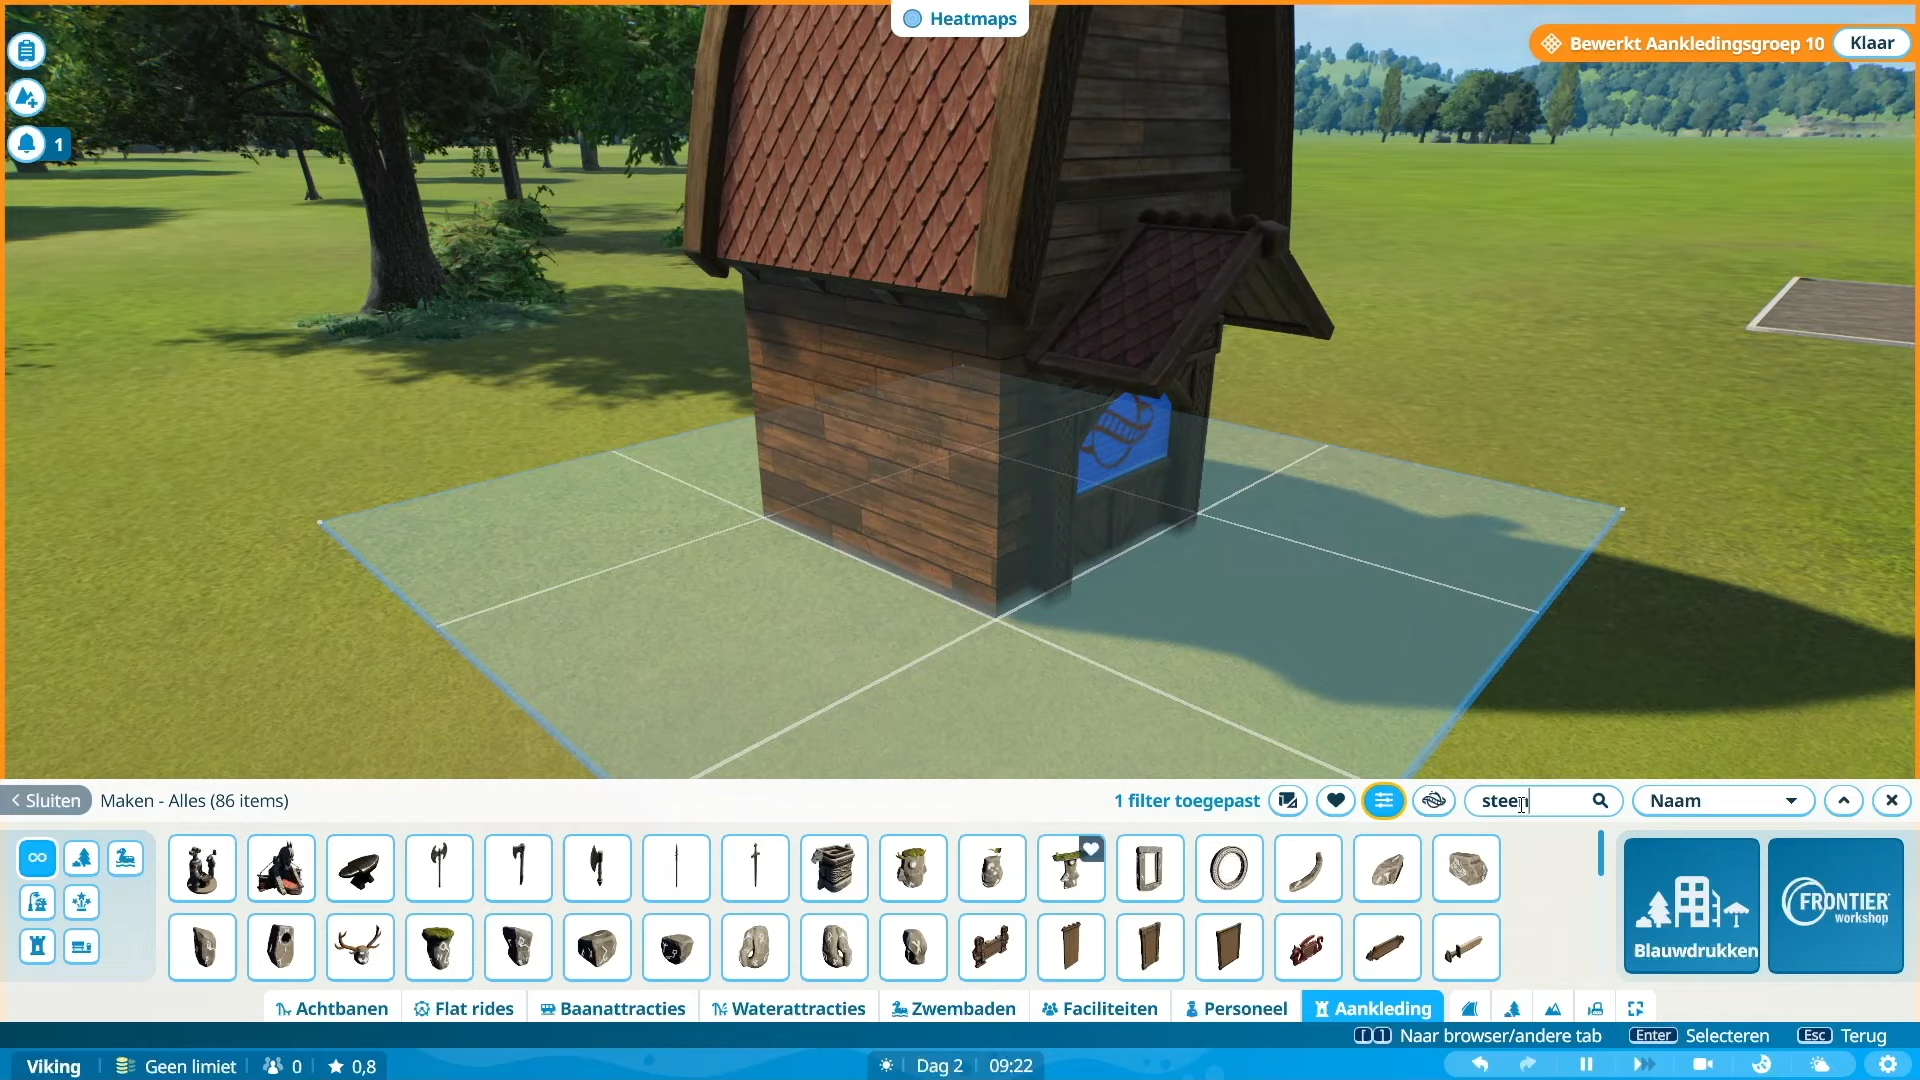 Heatmaps
Bewerkt Aankledingsgroep 10
Klaar
1
Sluiten
Maken - Alles (86 items)
1 filter toegepast
steen
Naam
Blauwdrukken
FRONTIER
workshop
Achtbanen
Flat rides
Baanattracties
Waterattracties
Zwembaden
Faciliteiten
Personeel
Aankleding
[ ] Naar browser/andere tab
Enter Selecteren
Esc Terug
Viking
Geen limiet
0
0,8
Dag 2
09:22